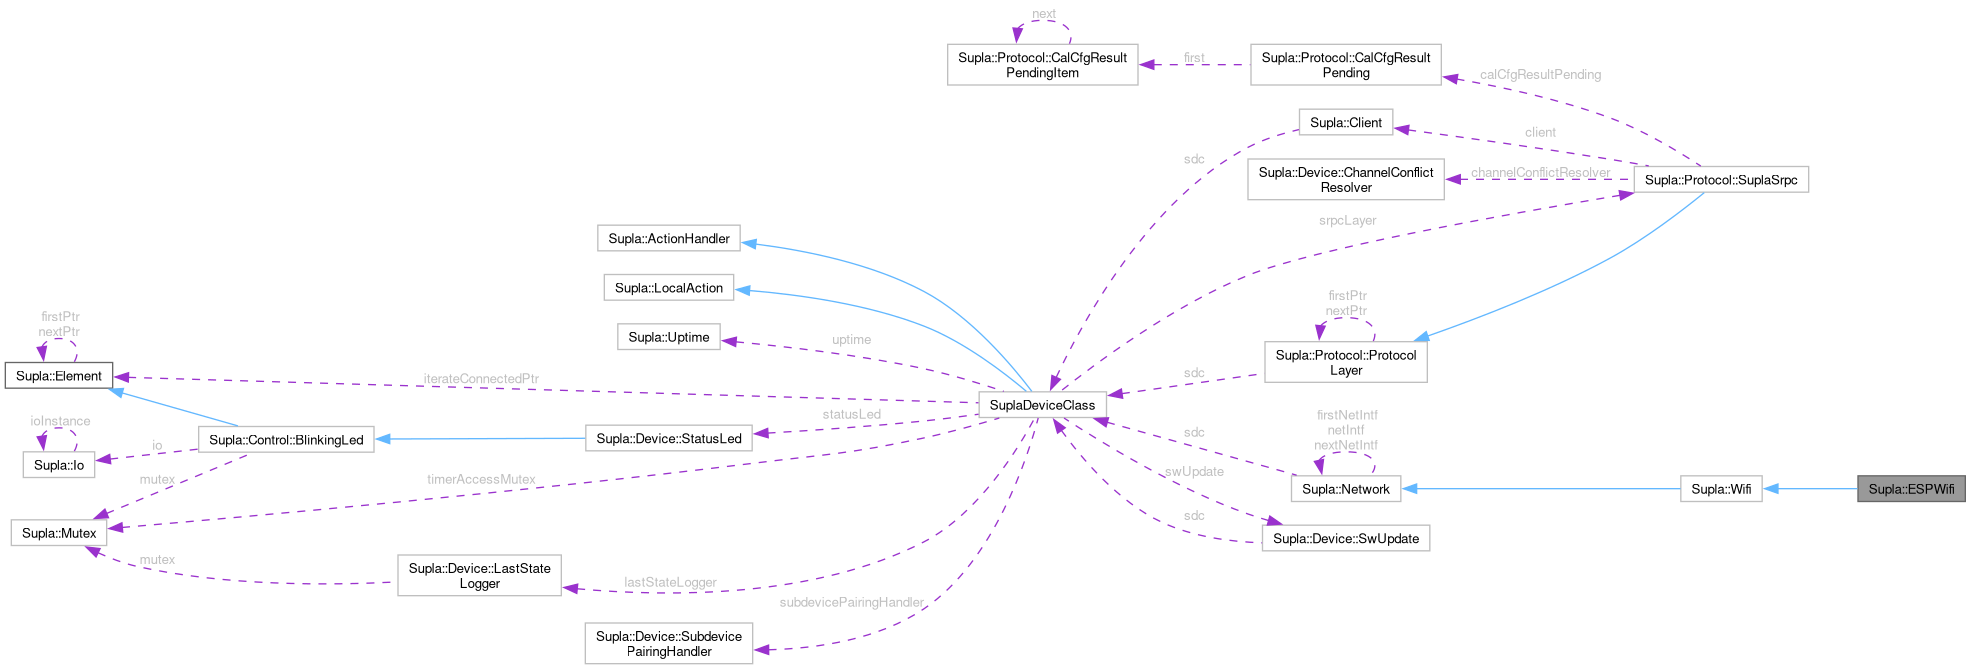 next
Supla::Protocol::CalCfgResult
PendingItem
first
Supla::Protocol::CalCfgResult
Pending
calCfgResultPending
Supla::Client
client
sdc
Supla::Device::ChannelConflict
Resolver
channelConflictResolver
Supla::Protocol::SuplaSrpc
srpcLayer
Supla::ActionHandler
Supla::LocalAction
firstPtr
nextPtr
Supla::Protocol::Protocol
Layer
sdc
Supla::Uptime
uptime
firstPtr
nextPtr
Supla::Element
iterateConnectedPtr
SuplaDeviceClass
statusLed
Supla::Device::StatusLed
Supla::Control::BlinkingLed
ioInstance
io
Supla::Io
mutex
timerAccessMutex
Supla::Mutex
mutex
Supla::Device::LastState
Logger
lastStateLogger
subdevicePairingHandler
Supla::Device::Subdevice
PairingHandler
sdc
firstNetIntf
netIntf
nextNetIntf
Supla::Network
swUpdate
sdc
Supla::Device::SwUpdate
Supla::Wifi
Supla::ESPWifi